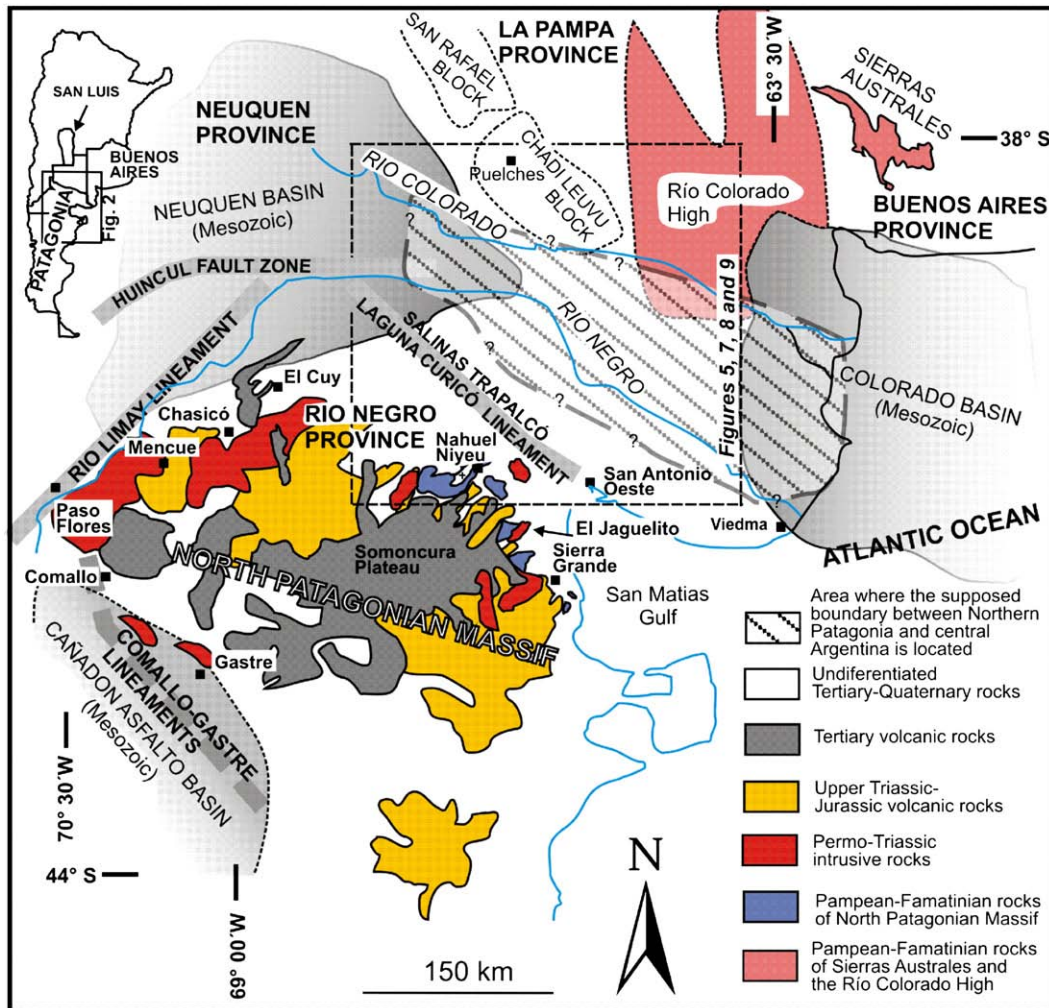 LA PAMPA
PROVINCE
SAN RAFAEL
BLOCK
63° 30´W
SIERRAS
AUSTRALES
38° S
SAN LUIS
BUENOS
AIRES
PATAGONIA
Fig. 2
NEUQUEN
PROVINCE
CHADI LEUVU
BLOCK
Puelches
RIO COLORADO
Río Colorado
High
BUENOS AIRES
PROVINCE
NEUQUEN BASIN
(Mesozoic)
HUINCUL FAULT ZONE
?
?
?
?
?
?
?
?
RIO NEGRO
Figures 5, 7, 8 and 9
COLORADO BASIN
(Mesozoic)
RIO LIMAY LINEAMENT
SALINAS TRAPALCÓ
LAGUNA CURICÓ LINEAMENT
El Cuy
Chasicó
RIO NEGRO
PROVINCE
Mencue
Nahuel
Niyeu
San Antonio
Oeste
Paso
Flores
Viedma
ATLANTIC OCEAN
El Jaguelito
Somoncura
Plateau
Sierra
Grande
Comallo
NORTH PATAGONIAN MASSIF
San Matias
Gulf
Gastre
COMALLO-GASTRE
LINEAMENTS
CAÑADON ASFALTO BASIN
(Mesozoic)
70° 30´W
44° S
69° 00´W
N
150 km
Area where the supposed
boundary between Northern
Patagonia and central
Argentina is located
Undiferentiated
Tertiary-Quaternary rocks
Tertiary volcanic rocks
Upper Triassic-
Jurassic volcanic rocks
Permo-Triassic
intrusive rocks
Pampean-Famatinian rocks
of North Patagonian Massif
Pampean-Famatinian rocks
of Sierras Australes and
the Río Colorado High